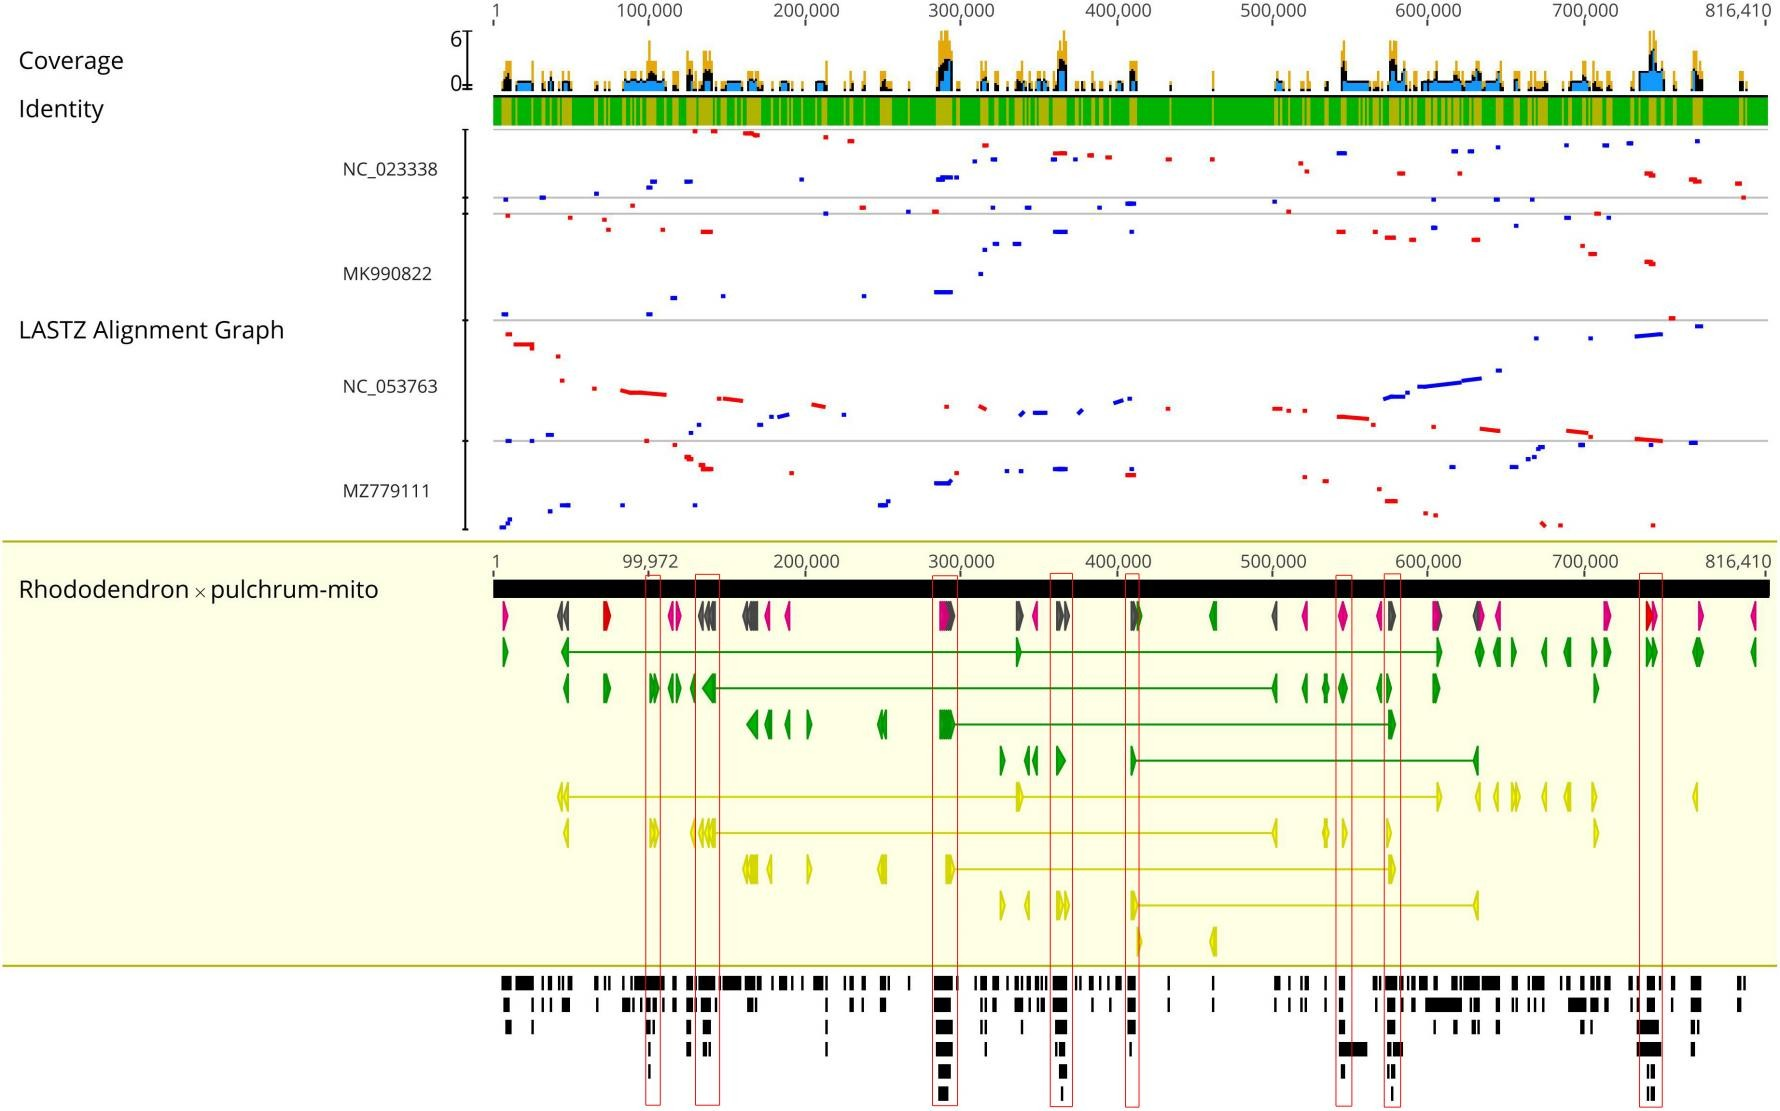 1 100,000 200,000 300,000 400,000 500,000 600,000 700,000 816,410
6
Coverage
0
Identity
NC_023338
MK990822
LASTZ Alignment Graph
NC_053763
MZ779111
1 99,972 200,000 300,000 400,000 500,000 600,000 700,000 816,410
Rhododendron × pulchrum-mito